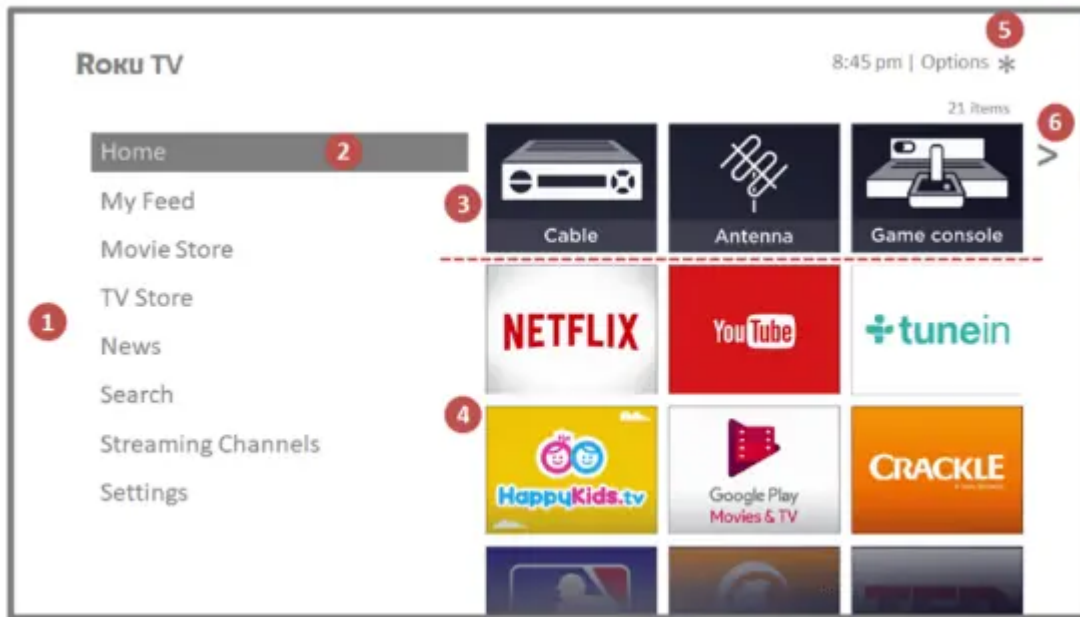 5
ROKU TV
8:45 pm | Options *
21 items
6
Home
2
>
My Feed
3
Cable
Antenna
Game console
Movie Store
TV Store
1
NETFLIX
YouTube
tunein
News
Search
4
Streaming Channels
HappyKids.tv
Google Play
Movies & TV
CRACKLE
Settings